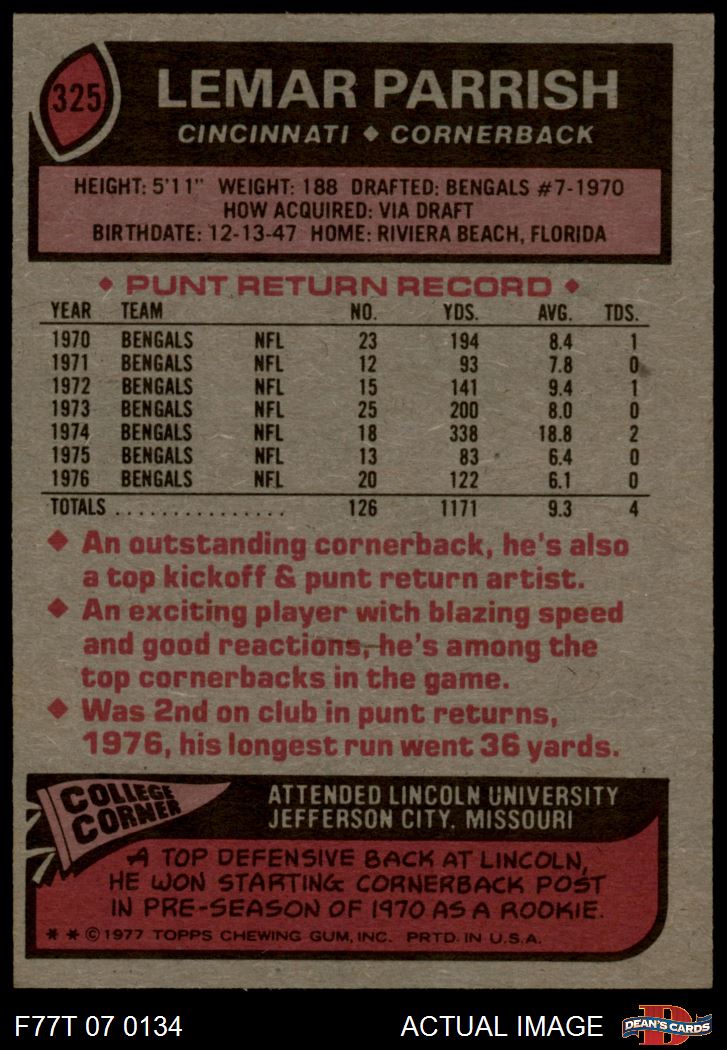 325
LEMAR PARRISH
CINCINNATI ♦ CORNERBACK
HEIGHT: 5'11" WEIGHT: 188 DRAFTED: BENGALS #7-1970
HOW ACQUIRED: VIA DRAFT
BIRTHDATE: 12-13-47 HOME: RIVIERA BEACH, FLORIDA
♦ PUNT RETURN RECORD ♦
YEAR TEAM NO. YDS. AVG. TDS.
1970 BENGALS NFL 23 194 8.4 1
1971 BENGALS NFL 12 93 7.8 0
1972 BENGALS NFL 15 141 9.4 1
1973 BENGALS NFL 25 200 8.0 0
1974 BENGALS NFL 18 338 18.8 2
1975 BENGALS NFL 13 83 6.4 0
1976 BENGALS NFL 20 122 6.1 0
TOTALS . . . . . . . . . . . . . . . 126 1171 9.3 4
♦ An outstanding cornerback, he's also
a top kickoff & punt return artist.
♦ An exciting player with blazing speed
and good reactions, he's among the
top cornerbacks in the game.
♦ Was 2nd on club in punt returns,
1976, his longest run went 36 yards.
COLLEGE
CORNER
ATTENDED LINCOLN UNIVERSITY
JEFFERSON CITY, MISSOURI
A TOP DEFENSIVE BACK AT LINCOLN,
HE WON STARTING CORNERBACK POST
IN PRE-SEASON OF 1970 AS A ROOKIE.
* * © 1977 TOPPS CHEWING GUM, INC. PRTD. IN U.S.A.
F77T 07 0134
ACTUAL IMAGE
D
DEAN'S CARDS